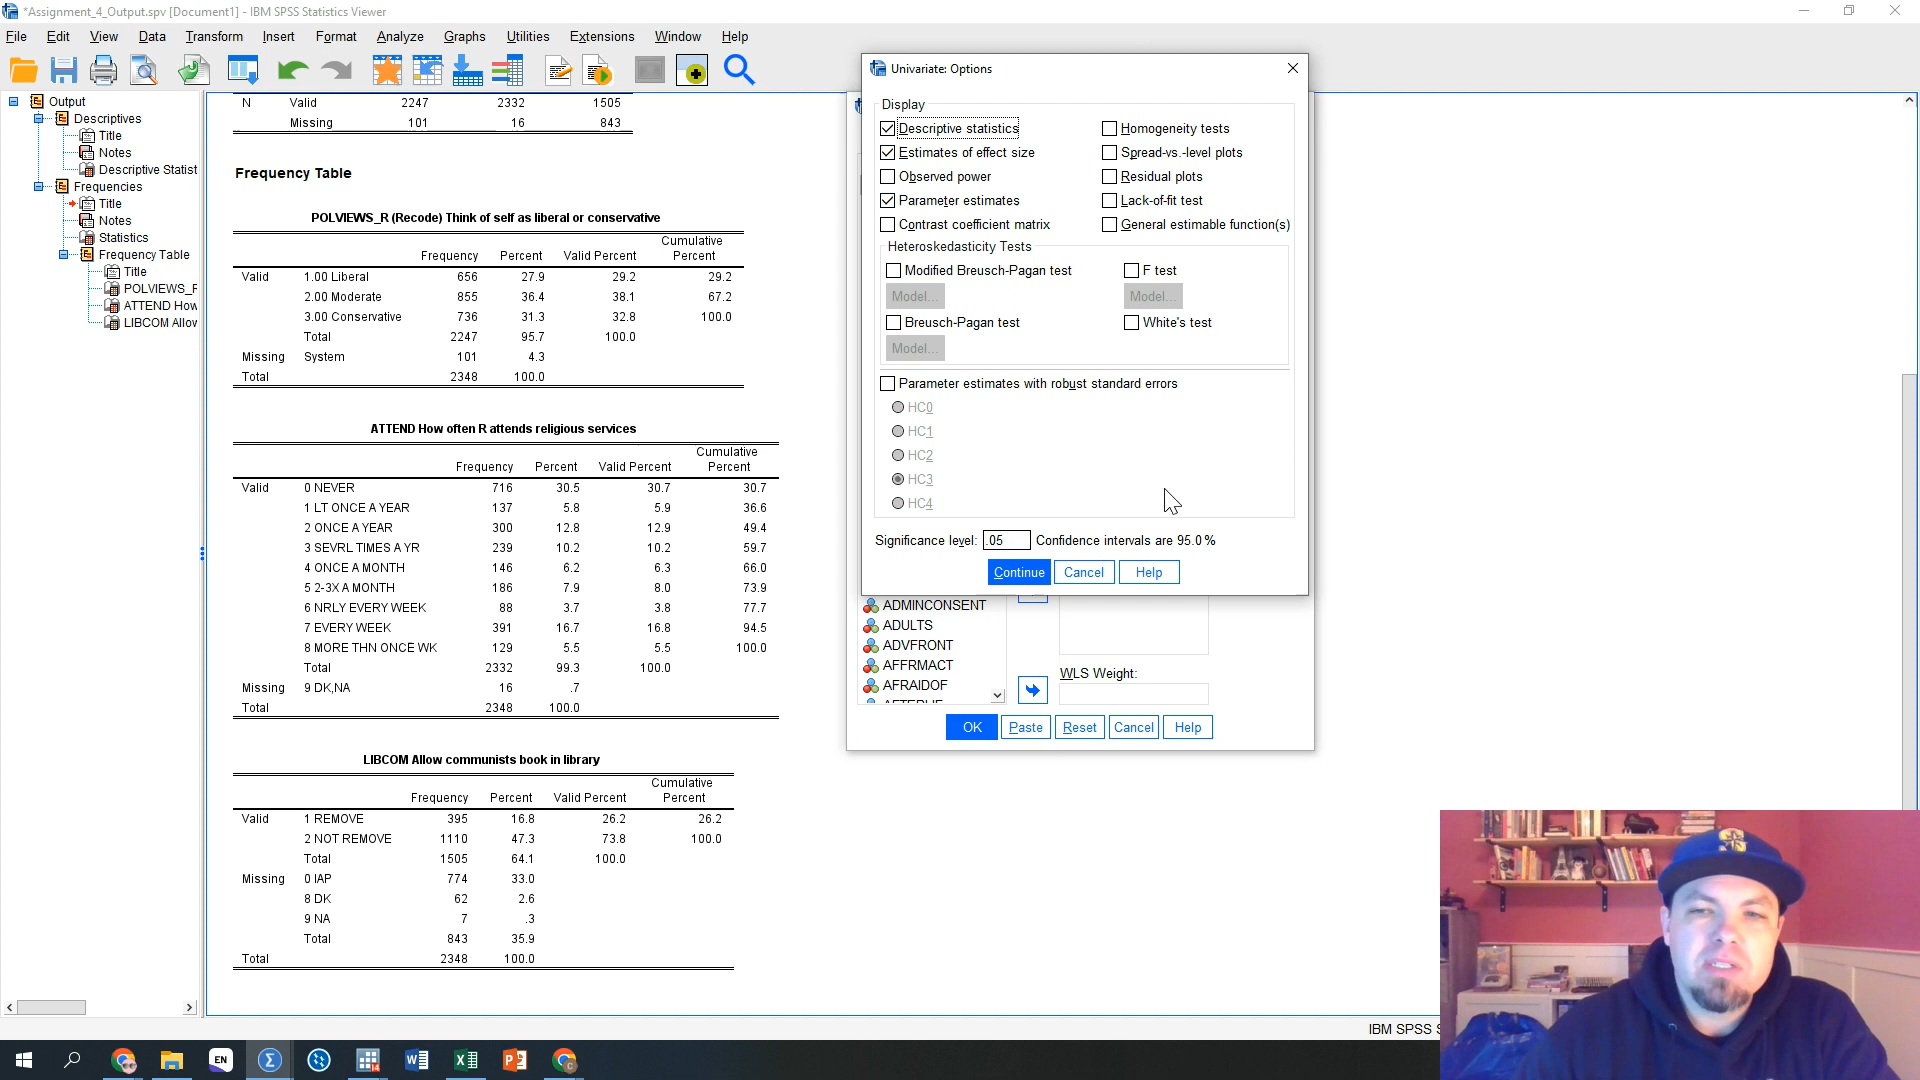 *Assignment_4_Output.spv [Document1] - IBM SPSS Statistics Viewer
File Edit View Data Transform Insert Format Analyze Graphs Utilities Extensions Window Help
Output
Descriptives
Title
Notes
Descriptive Statist
Frequencies
Title
Notes
Statistics
Frequency Table
Title
POLVIEWS_R
ATTEND How
LIBCOM Allow
N Valid 2247 2332 1505
Missing 101 16 843
Frequency Table
POLVIEWS_R (Recode) Think of self as liberal or conservative
Frequency Percent Valid Percent Cumulative Percent
Valid 1.00 Liberal 656 27.9 29.2 29.2
2.00 Moderate 855 36.4 38.1 67.2
3.00 Conservative 736 31.3 32.8 100.0
Total 2247 95.7 100.0
Missing System 101 4.3
Total 2348 100.0
ATTEND How often R attends religious services
Frequency Percent Valid Percent Cumulative Percent
Valid 0 NEVER 716 30.5 30.7 30.7
1 LT ONCE A YEAR 137 5.8 5.9 36.6
2 ONCE A YEAR 300 12.8 12.9 49.4
3 SEVRL TIMES A YR 239 10.2 10.2 59.7
4 ONCE A MONTH 146 6.2 6.3 66.0
5 2-3X A MONTH 186 7.9 8.0 73.9
6 NRLY EVERY WEEK 88 3.7 3.8 77.7
7 EVERY WEEK 391 16.7 16.8 94.5
8 MORE THN ONCE WK 129 5.5 5.5 100.0
Total 2332 99.3 100.0
Missing 9 DK,NA 16 .7
Total 2348 100.0
LIBCOM Allow communists book in library
Frequency Percent Valid Percent Cumulative Percent
Valid 1 REMOVE 395 16.8 26.2 26.2
2 NOT REMOVE 1110 47.3 73.8 100.0
Total 1505 64.1 100.0
Missing 0 IAP 774 33.0
8 DK 62 2.6
9 NA 7 .3
Total 843 35.9
Total 2348 100.0
Univariate: Options
Display
Descriptive statistics Homogeneity tests
Estimates of effect size Spread-vs.-level plots
Observed power Residual plots
Parameter estimates Lack-of-fit test
Contrast coefficient matrix General estimable function(s)
Heteroskedasticity Tests
Modified Breusch-Pagan test F test
Model... Model...
Breusch-Pagan test White's test
Model...
Parameter estimates with robust standard errors
HC0
HC1
HC2
HC3
HC4
Significance level: .05 Confidence intervals are 95.0 %
Continue Cancel Help
ADMINCONSENT
ADULTS
ADVFRONT
AFFRMACT
AFRAIDOF
WLS Weight:
OK Paste Reset Cancel Help
IBM SPSS S
EN